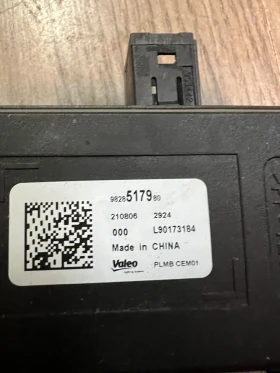 9828517980
210806 2924
000 L90173184
Made in CHINA
Valeo PLMB CEM01